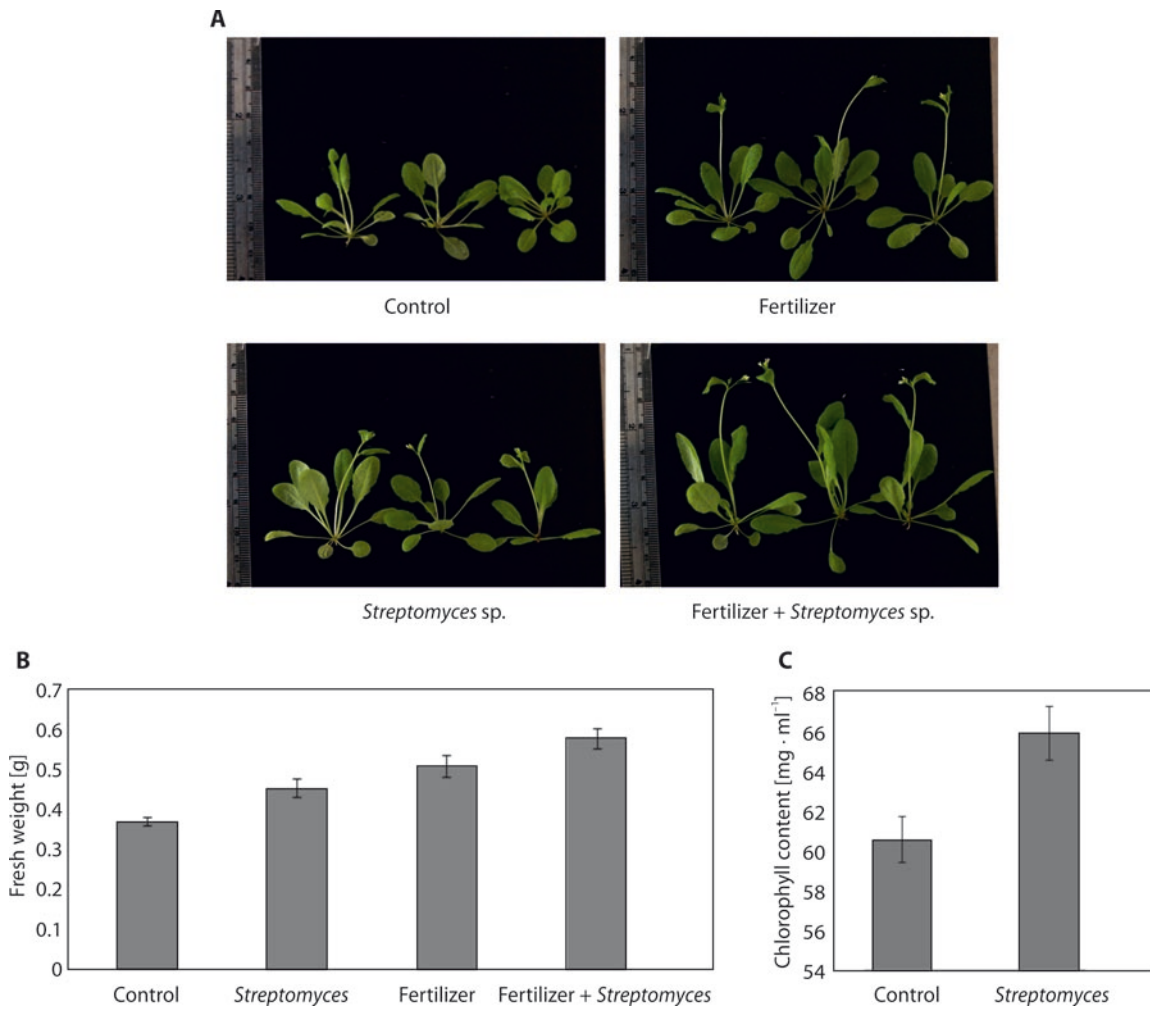 A
Control
Fertilizer
Streptomyces sp.
Fertilizer + Streptomyces sp.
B
Fresh weight [g]
0.7
0.6
0.5
0.4
0.3
0.2
0.1
0
Control
Streptomyces
Fertilizer
Fertilizer + Streptomyces
C
Chlorophyll content [mg · ml⁻¹]
68
66
64
62
60
58
56
54
Control
Streptomyces